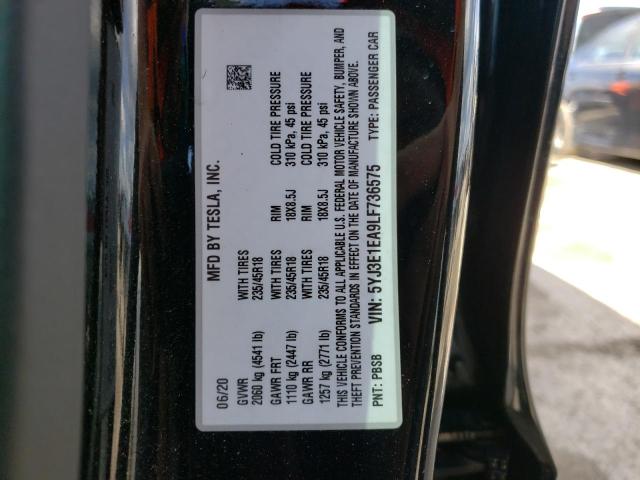 MFD BY TESLA, INC.
06/20
GVWR
2060 kg (4541 lb)
WITH TIRES
235/45R18
RIM
18X8.5J
COLD TIRE PRESSURE
310 kPa, 45 psi
GAWR FRT
1110 kg (2447 lb)
WITH TIRES
235/45R18
RIM
18X8.5J
COLD TIRE PRESSURE
310 kPa, 45 psi
GAWR RR
1257 kg (2771 lb)
WITH TIRES
235/45R18
THIS VEHICLE CONFORMS TO ALL APPLICABLE U.S. FEDERAL MOTOR VEHICLE SAFETY, BUMPER, AND
THEFT PREVENTION STANDARDS IN EFFECT ON THE DATE OF MANUFACTURE SHOWN ABOVE.
PNT: PBSB VIN: 5YJ3E1EA9LF736575 TYPE: PASSENGER CAR